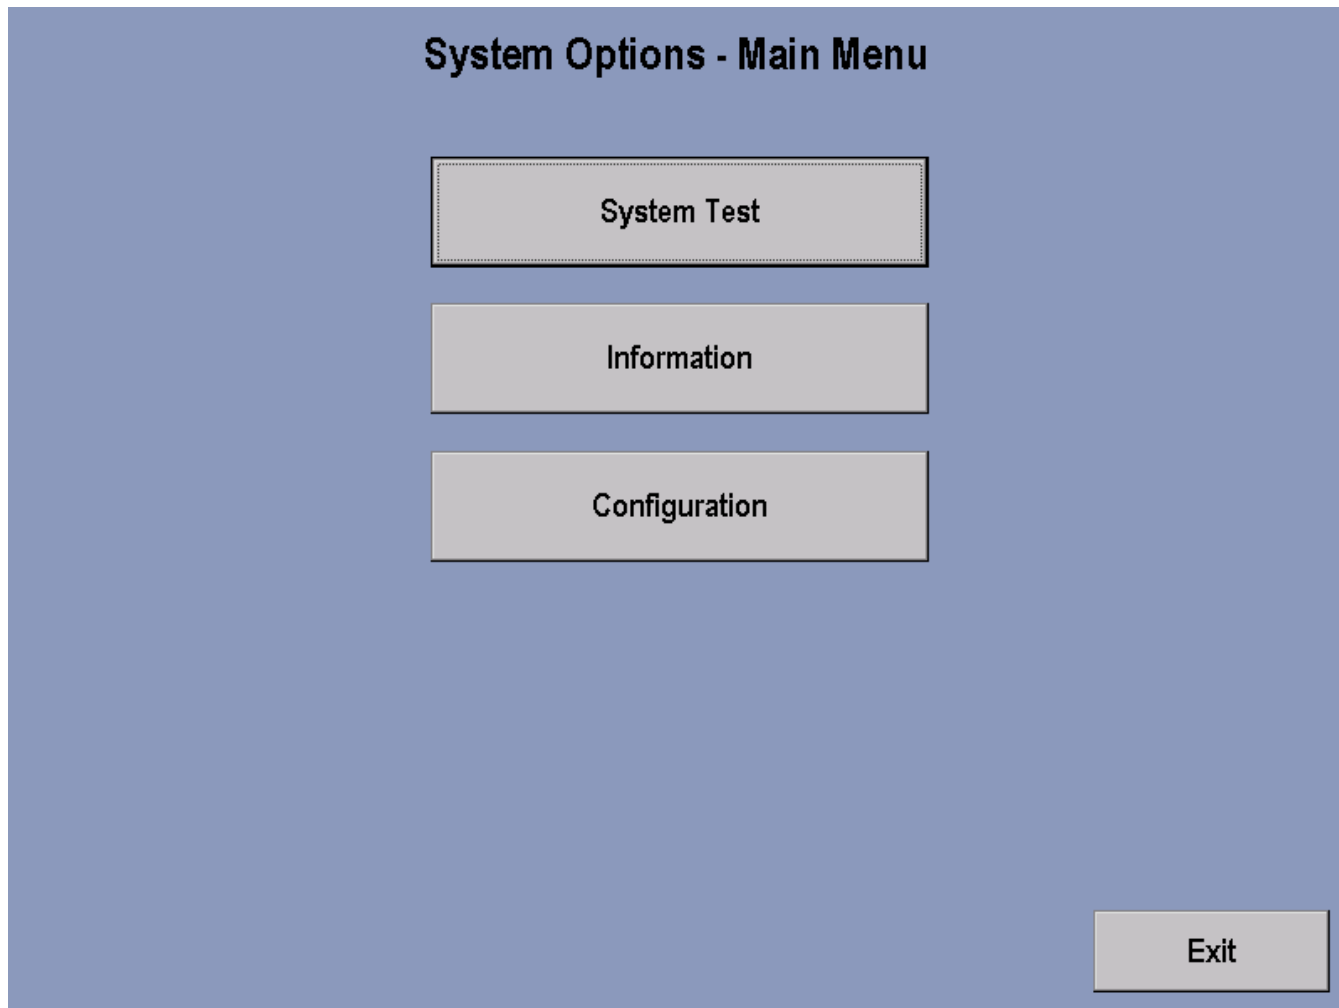 System Options - Main Menu
System Test
Information
Configuration
Exit